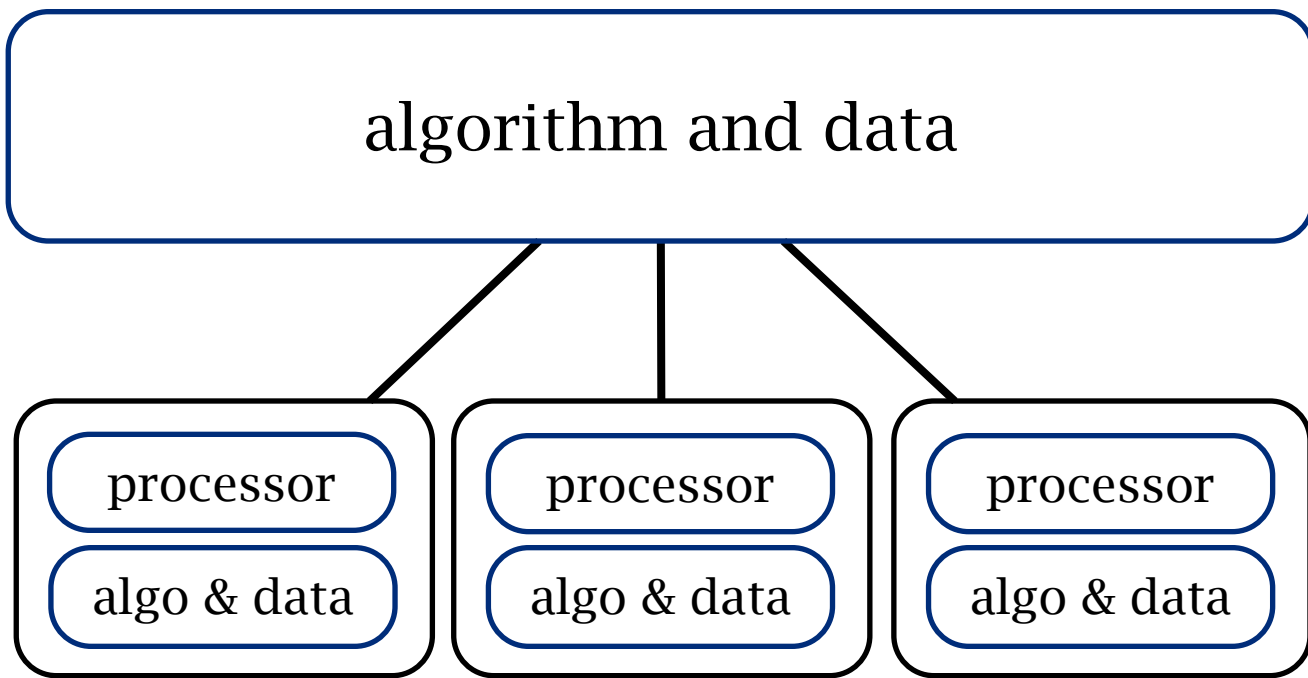 algorithm and data
processor
algo & data
processor
algo & data
processor
algo & data